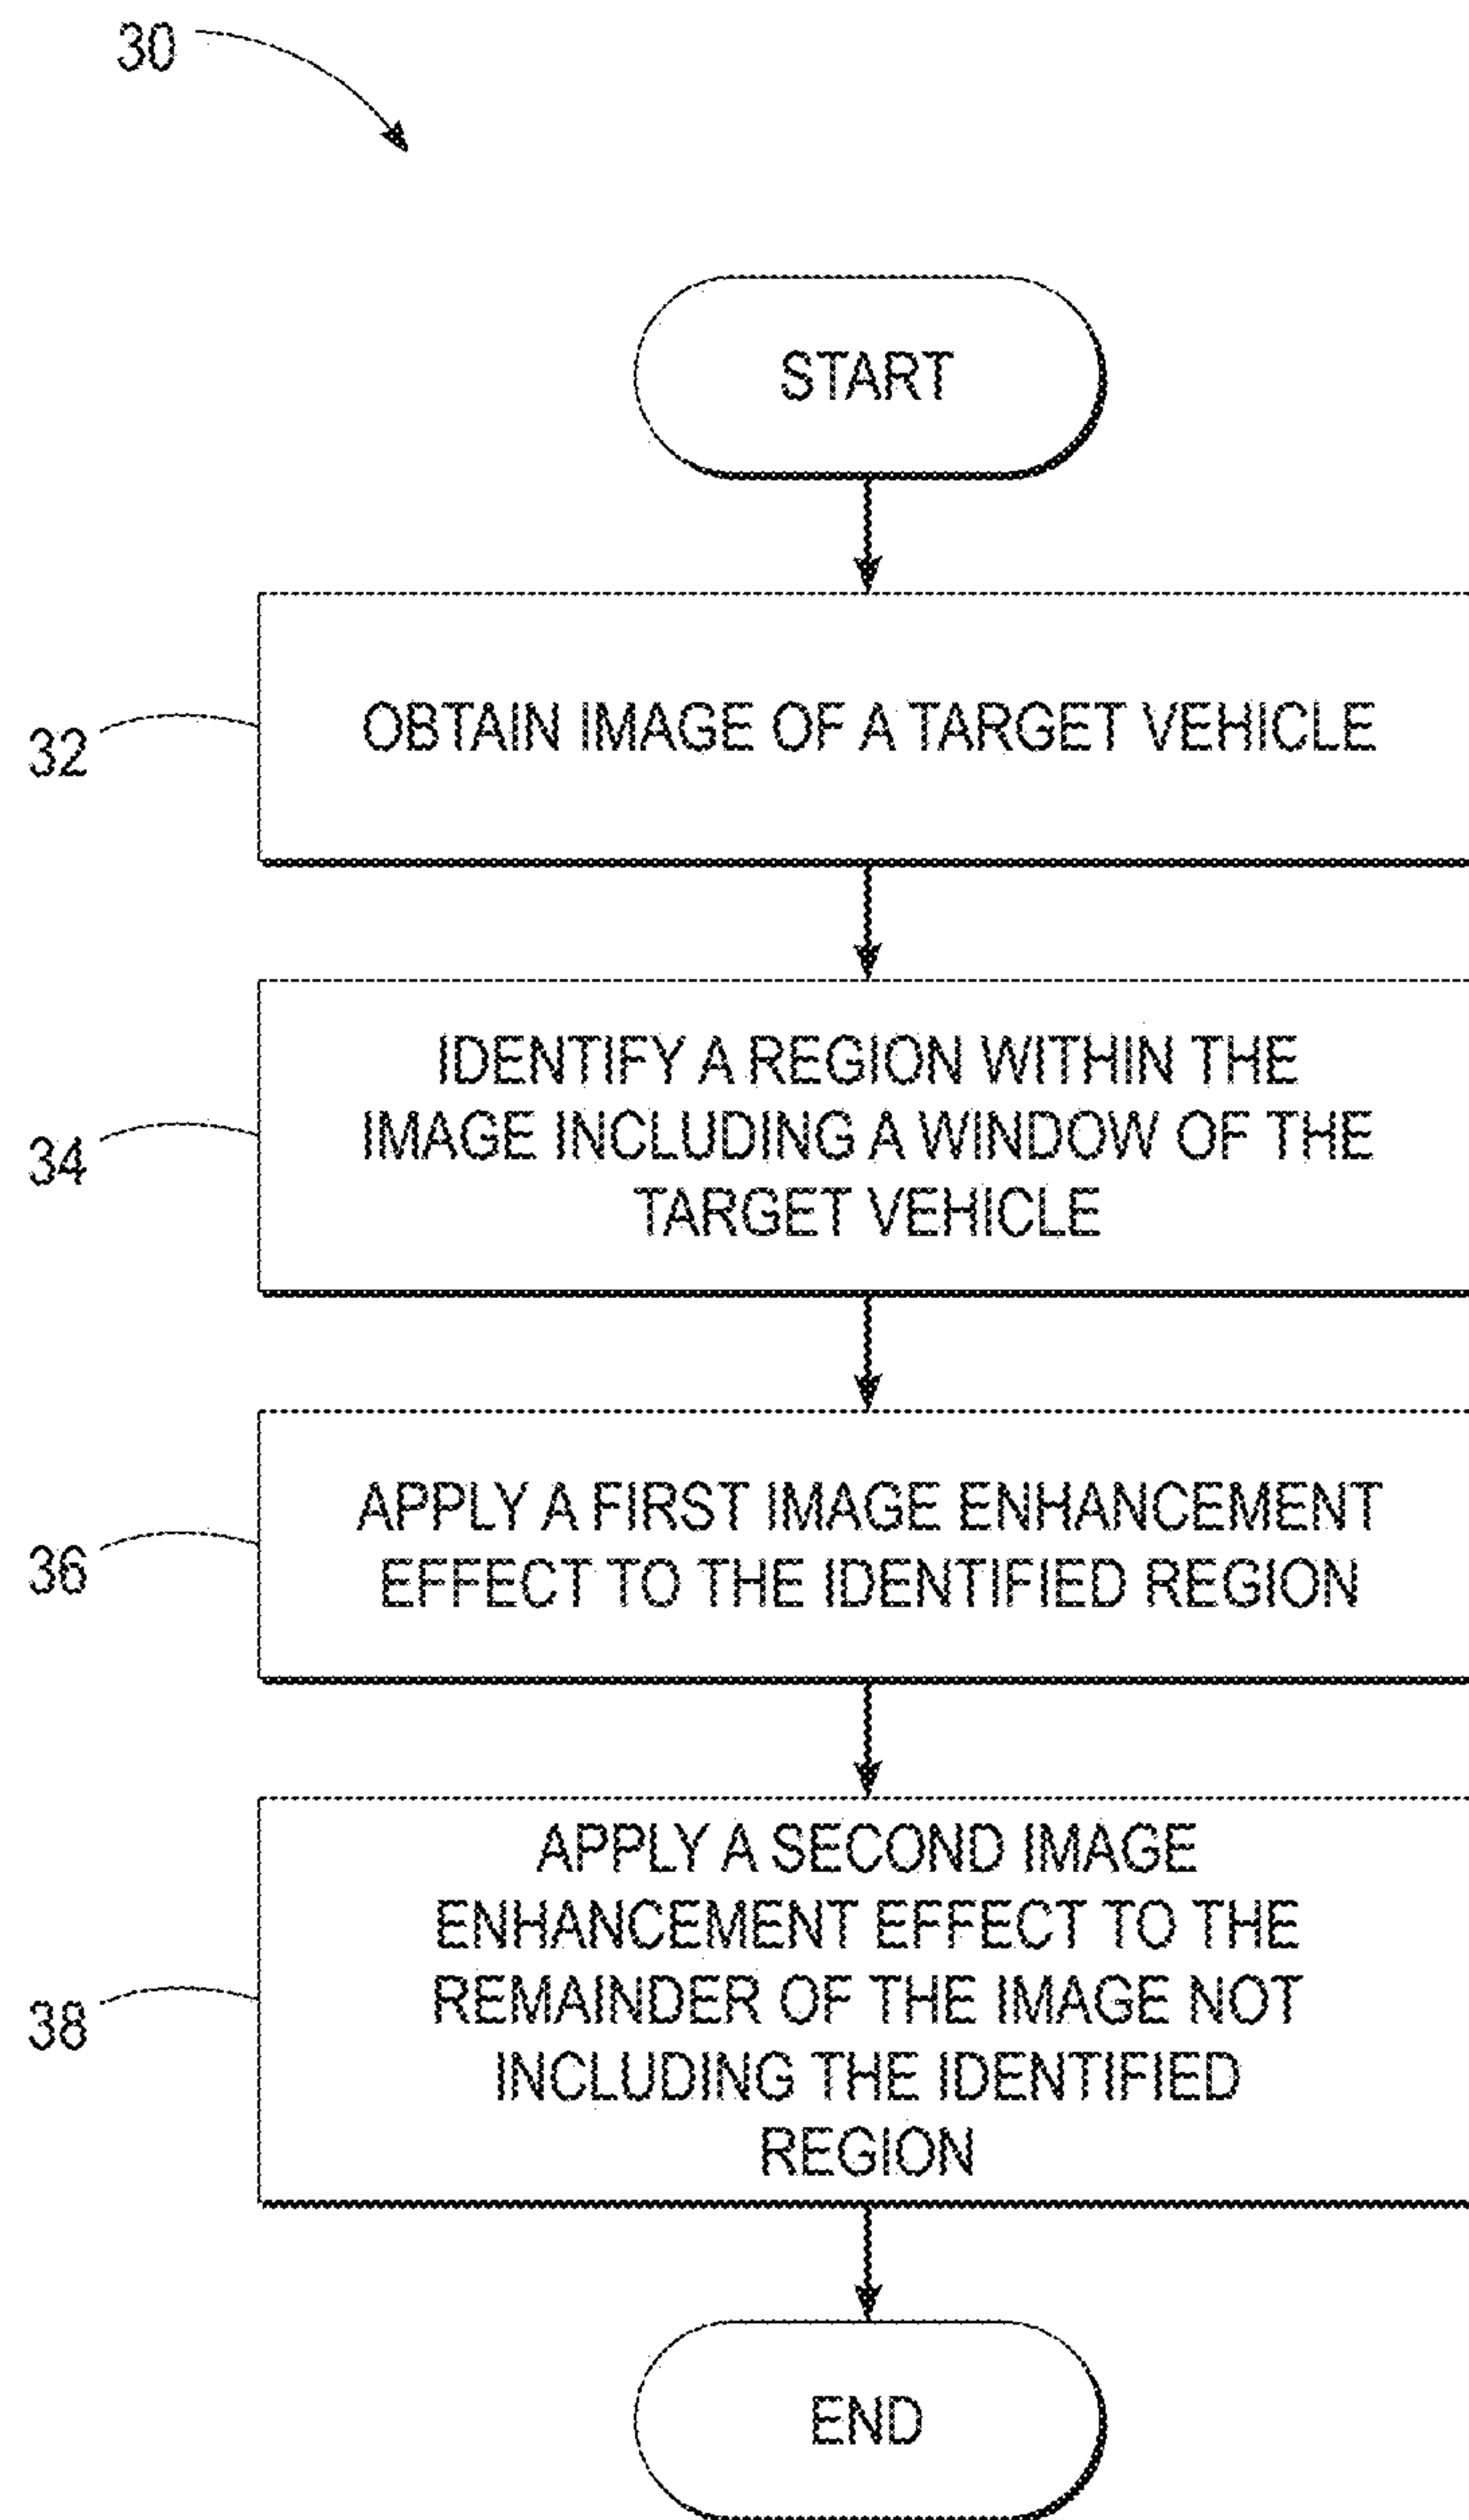 30
START
32
OBTAIN IMAGE OF A TARGET VEHICLE
34
IDENTIFY A REGION WITHIN THE
IMAGE INCLUDING A WINDOW OF THE
TARGET VEHICLE
36
APPLY A FIRST IMAGE ENHANCEMENT
EFFECT TO THE IDENTIFIED REGION
38
APPLY A SECOND IMAGE
ENHANCEMENT EFFECT TO THE
REMAINDER OF THE IMAGE NOT
INCLUDING THE IDENTIFIED
REGION
END